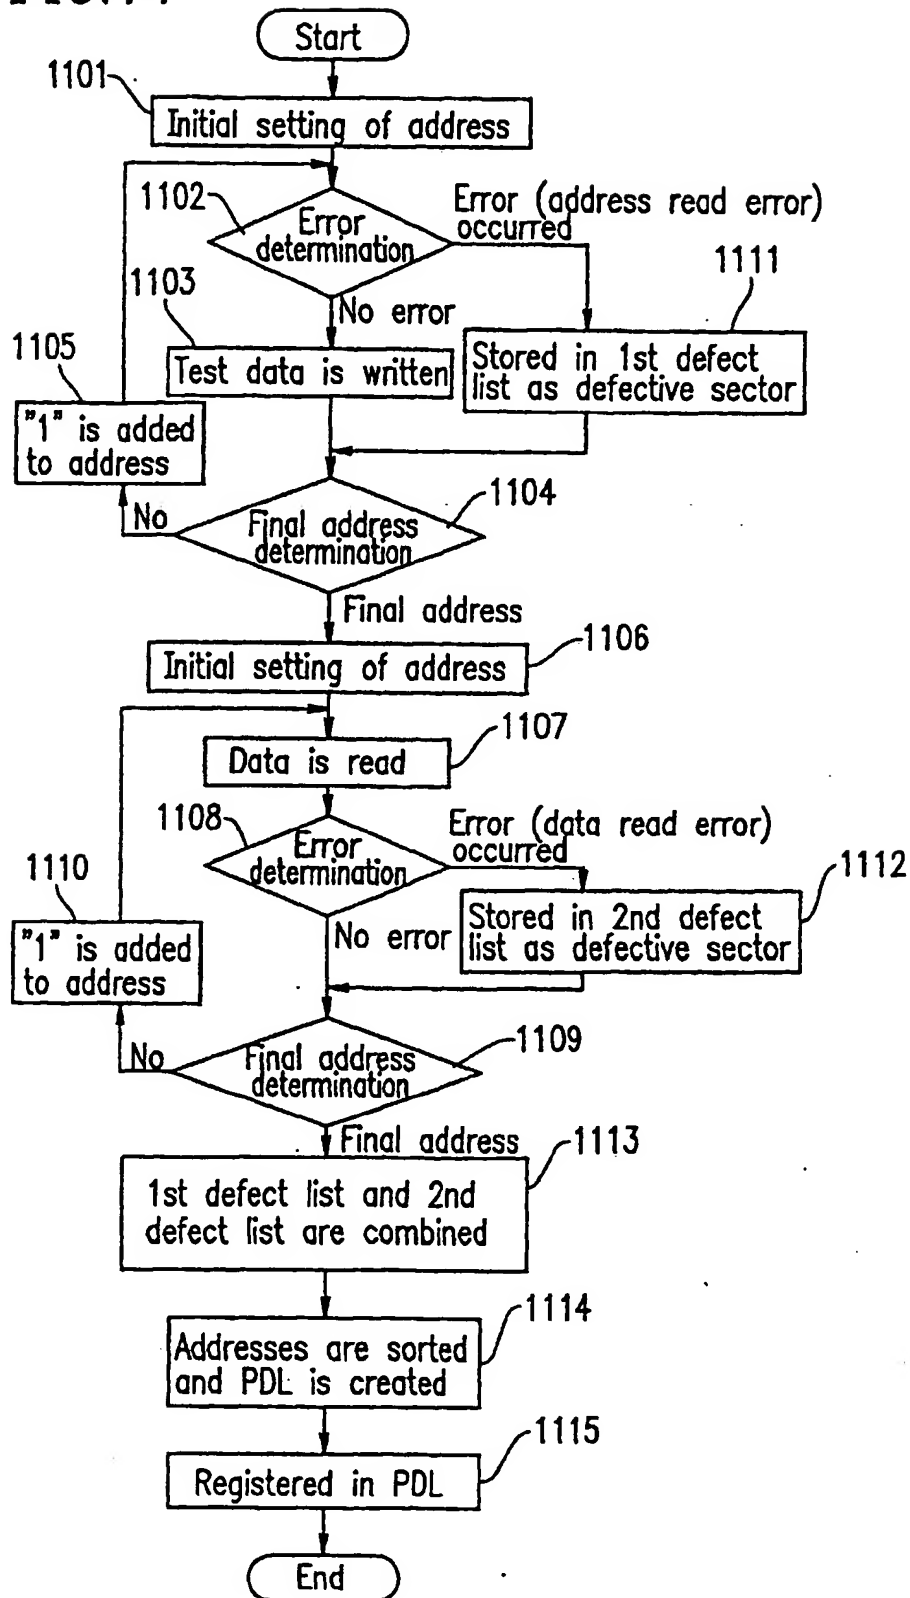 Start
1101
Initial setting of address
1102
Error
determination
Error (address read error)
occurred
1103
No error
1111
Test data is written
Stored in 1st defect
list as defective sector
1105
"1" is added
to address
1104
No
Final address
determination
Final address
1106
Initial setting of address
1107
Data is read
1108
Error
determination
Error (data read error)
occurred
1110
1112
"1" is added
to address
No error
Stored in 2nd defect
list as defective sector
1109
No
Final address
determination
Final address
1113
1st defect list and 2nd
defect list are combined
1114
Addresses are sorted
and PDL is created
1115
Registered in PDL
End